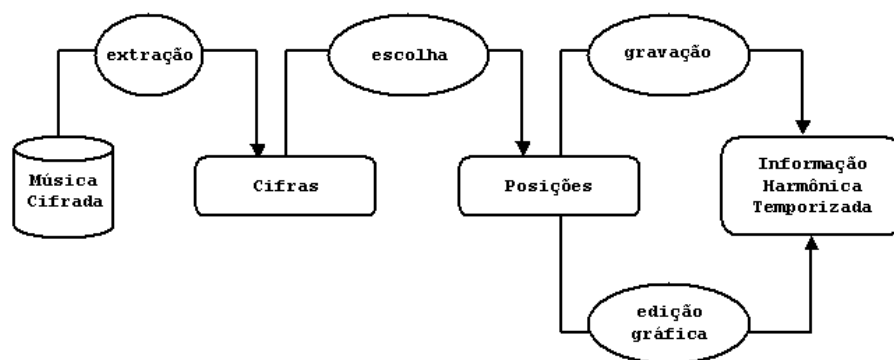 extração
escolha
gravação
Música
Cifrada
Cifras
Posições
Informação
Harmônica
Temporizada
edição
gráfica